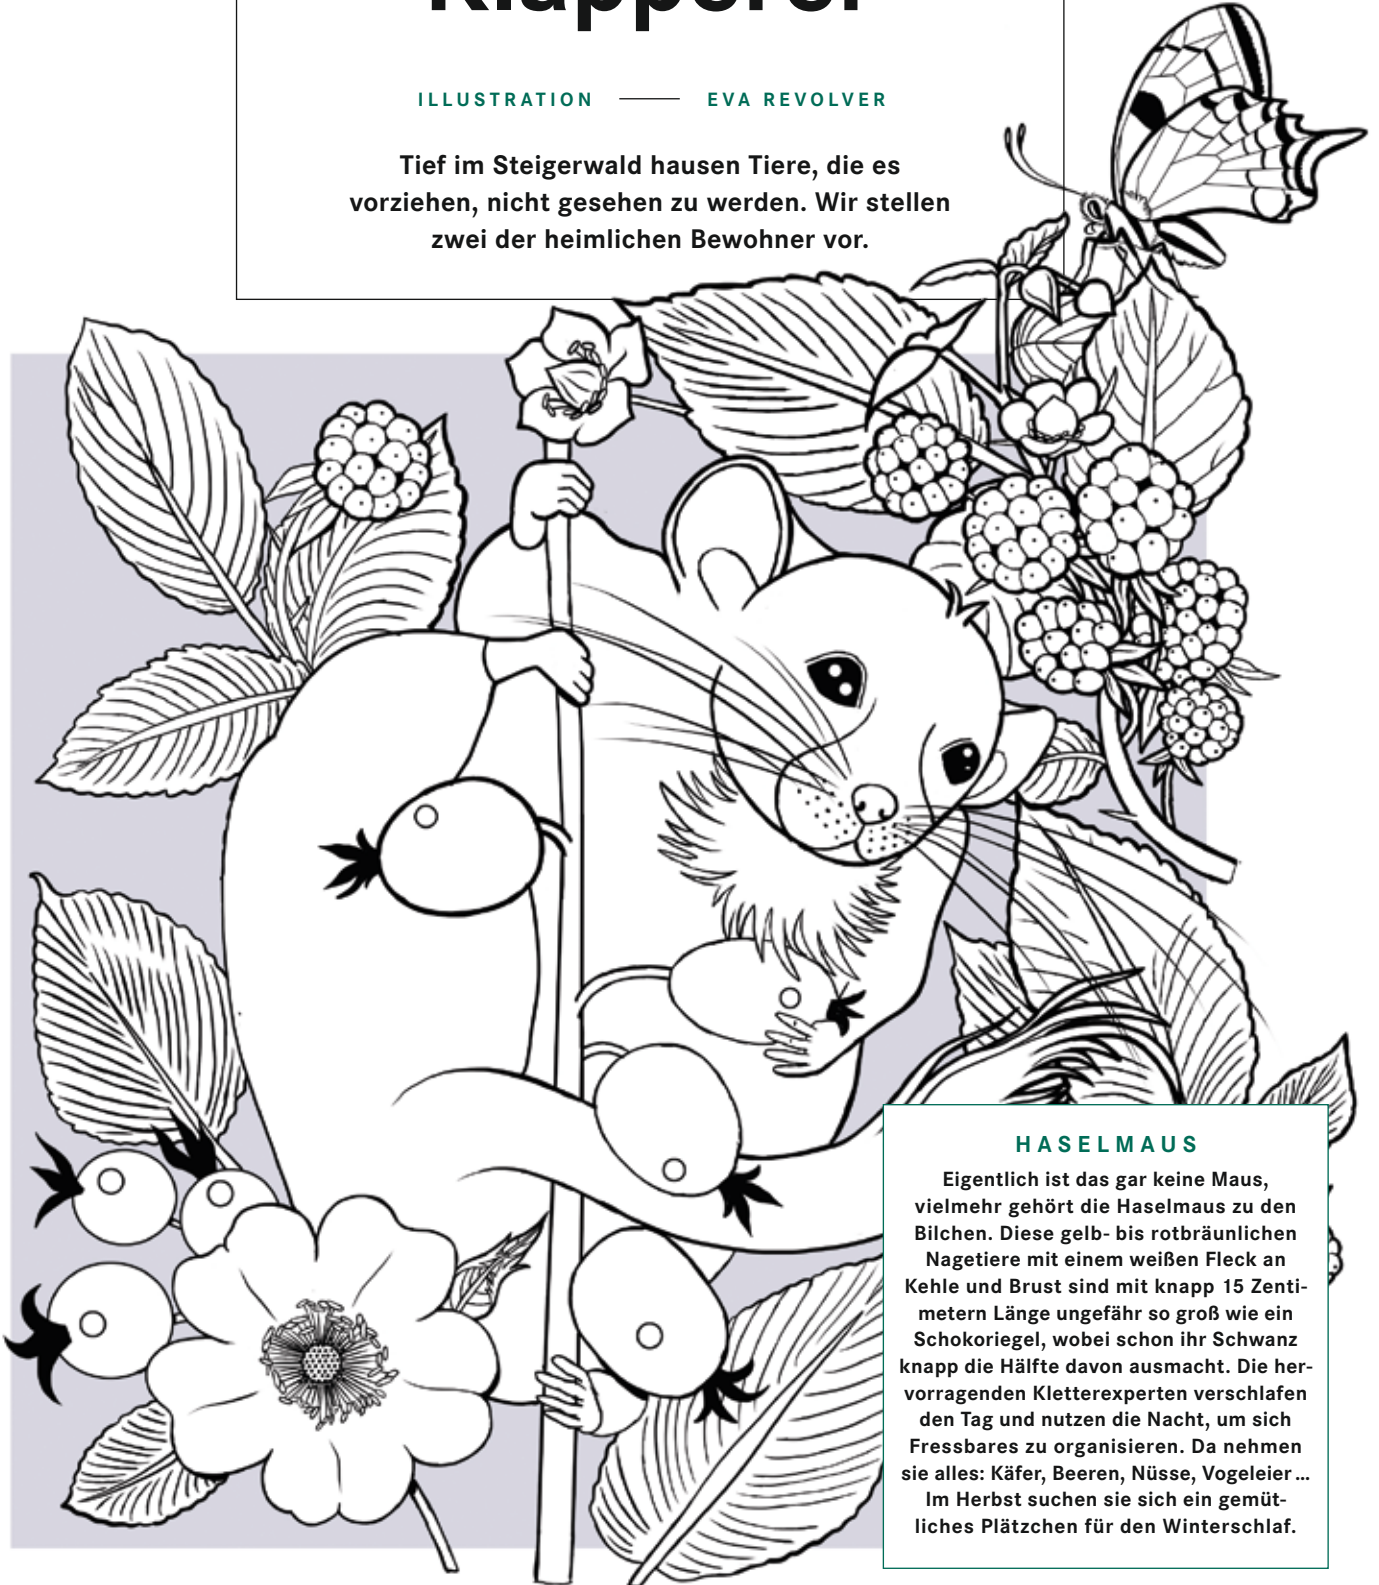 ILLUSTRATION — EVA REVOLVER
Tief im Steigerwald hausen Tiere, die es
vorziehen, nicht gesehen zu werden. Wir stellen
zwei der heimlichen Bewohner vor.
HASELMAUS
Eigentlich ist das gar keine Maus,
vielmehr gehört die Haselmaus zu den
Bilchen. Diese gelb- bis rotbräunlichen
Nagetiere mit einem weißen Fleck an
Kehle und Brust sind mit knapp 15 Zenti-
metern Länge ungefähr so groß wie ein
Schokoriegel, wobei schon ihr Schwanz
knapp die Hälfte davon ausmacht. Die her-
vorragenden Kletterexperten verschlafen
den Tag und nutzen die Nacht, um sich
Fressbares zu organisieren. Da nehmen
sie alles: Käfer, Beeren, Nüsse, Vogeleier ...
Im Herbst suchen sie sich ein gemüt-
liches Plätzchen für den Winterschlaf.